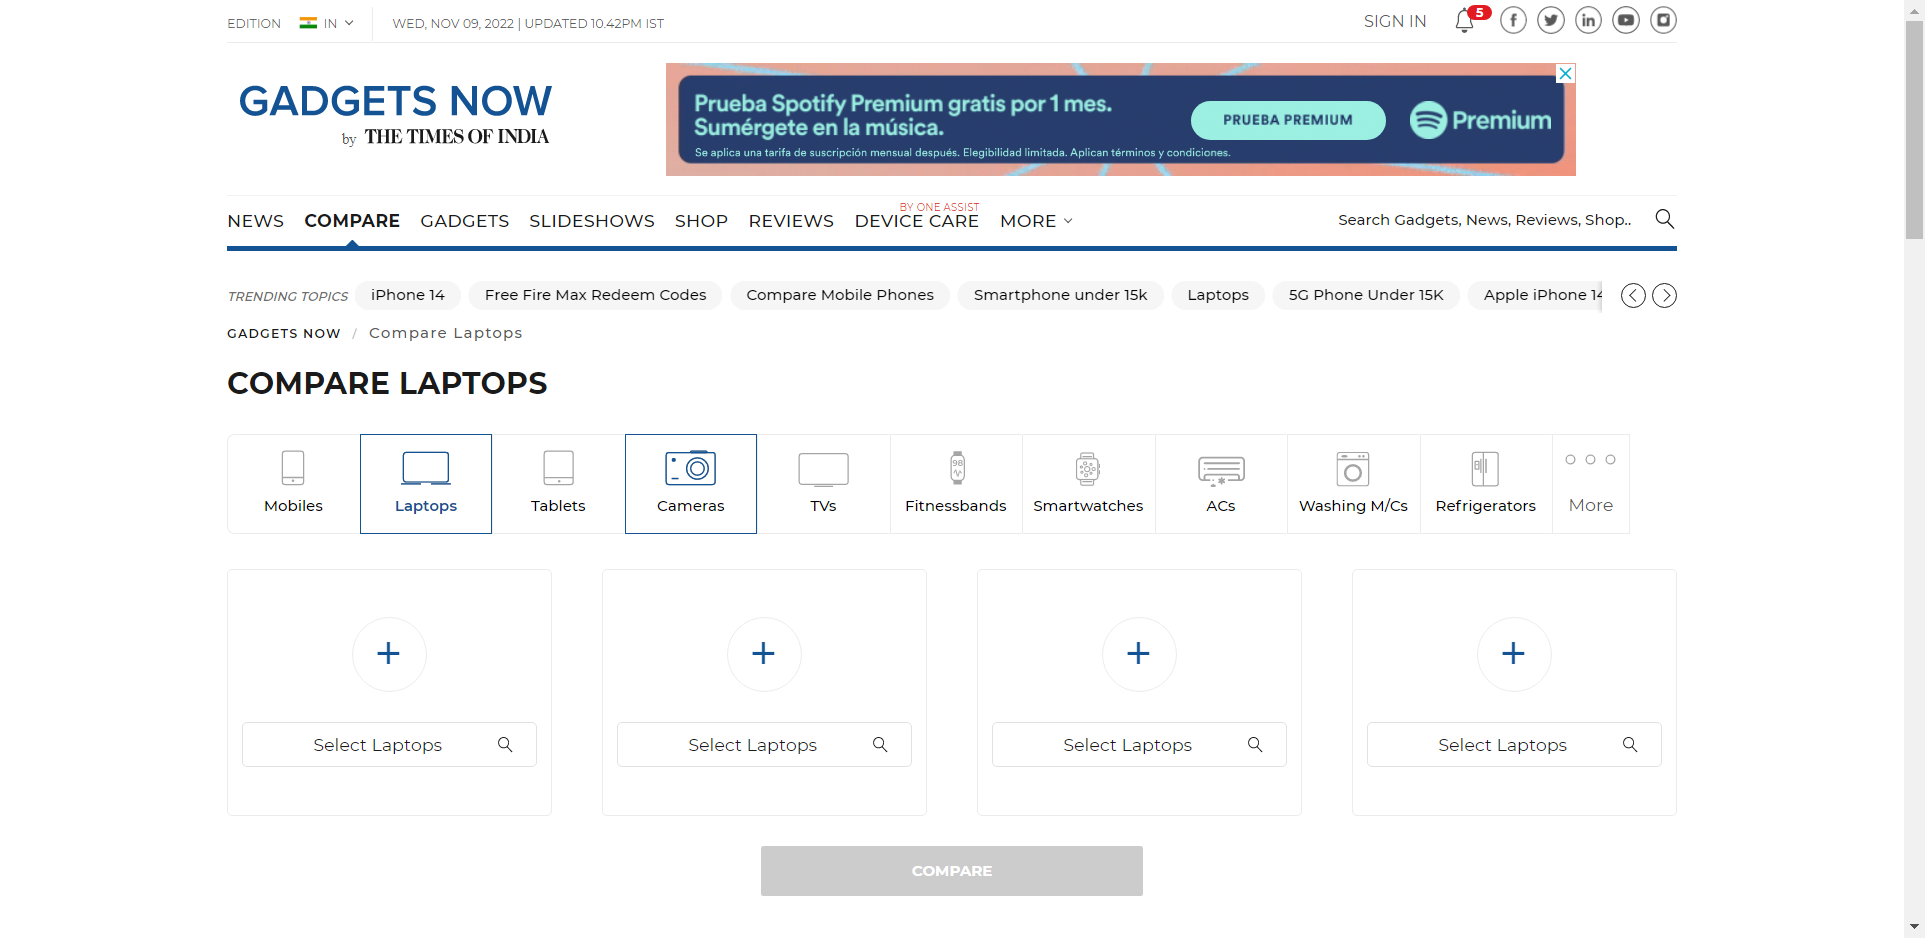 EDITION IN WED, NOV 09, 2022 | UPDATED 10.42PM IST SIGN IN 5
GADGETS NOW
by THE TIMES OF INDIA
Prueba Spotify Premium gratis por 1 mes.
Sumérgete en la música.
Se aplica una tarifa de suscripción mensual después. Elegibilidad limitada. Aplican términos y condiciones.
PRUEBA PREMIUM
Premium
BY ONE ASSIST
NEWS COMPARE GADGETS SLIDESHOWS SHOP REVIEWS DEVICE CARE MORE Search Gadgets, News, Reviews, Shop..
TRENDING TOPICS iPhone 14 Free Fire Max Redeem Codes Compare Mobile Phones Smartphone under 15k Laptops 5G Phone Under 15K Apple iPhone 14
GADGETS NOW / Compare Laptops
COMPARE LAPTOPS
98
Mobiles Laptops Tablets Cameras TVs Fitnessbands Smartwatches ACs Washing M/Cs Refrigerators More
Select Laptops Select Laptops Select Laptops Select Laptops
COMPARE